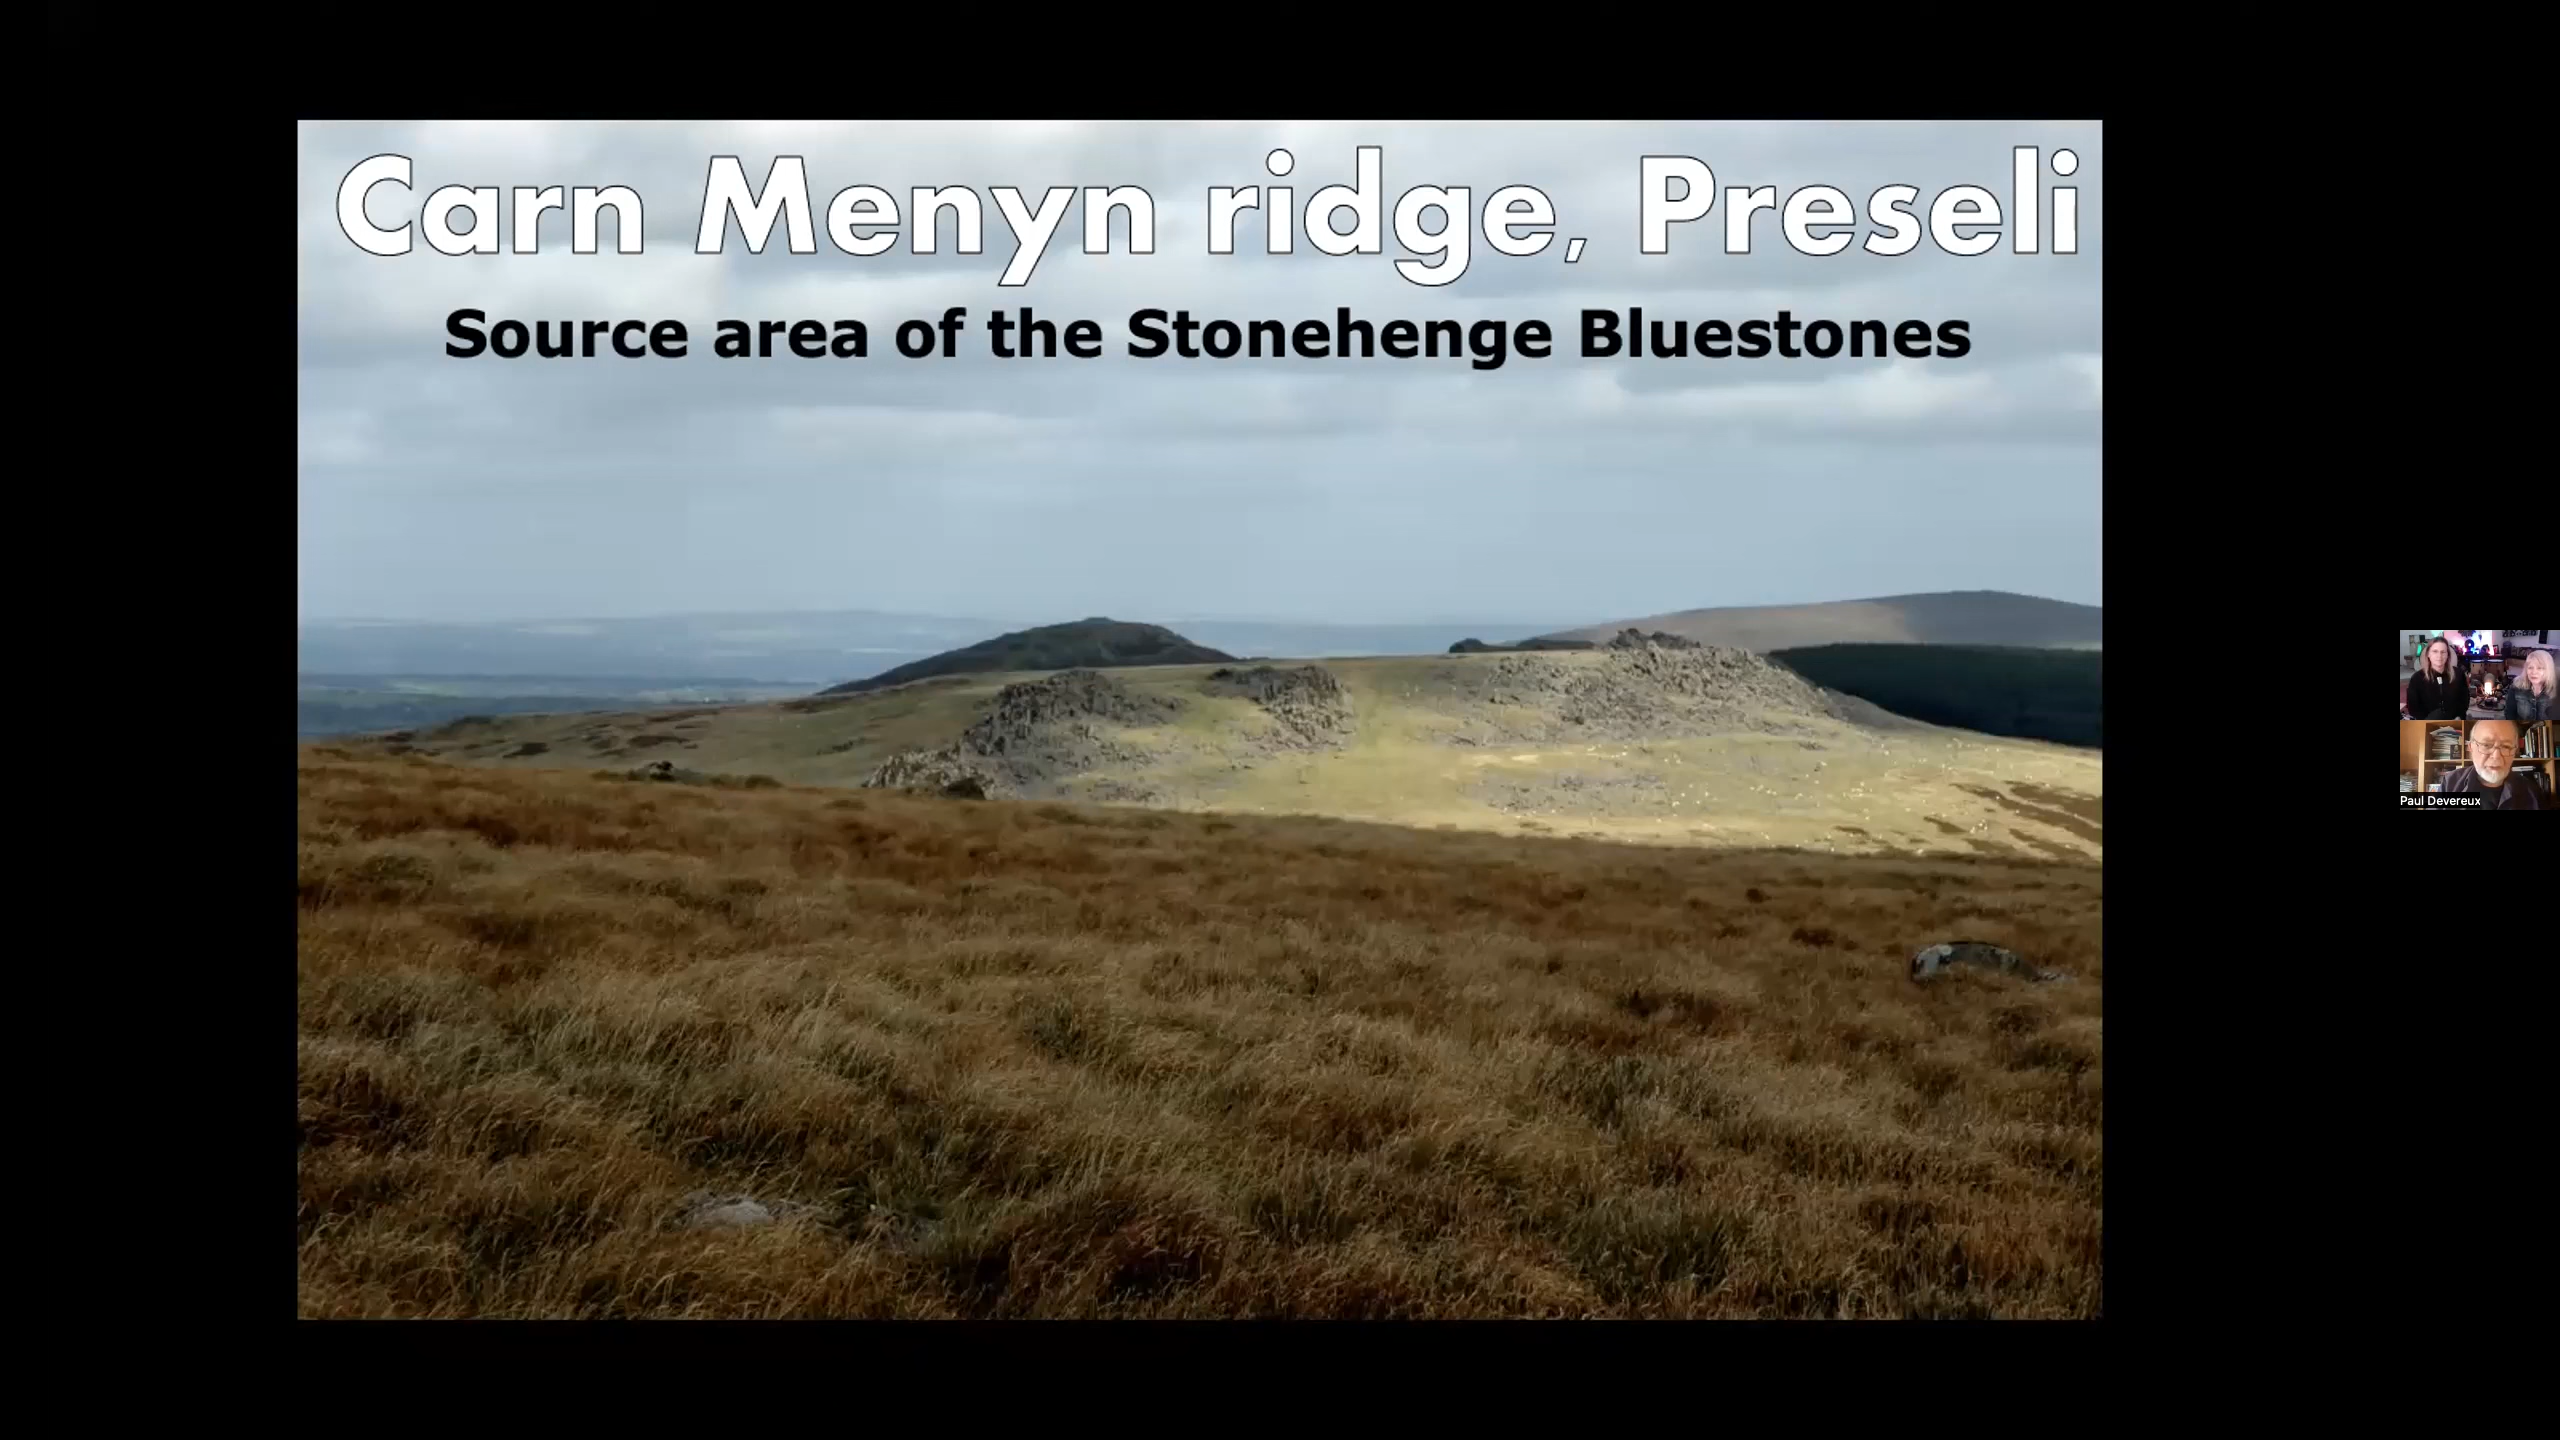 Carn Menyn ridge, Preseli
Source area of the Stonehenge Bluestones
Paul Devereux